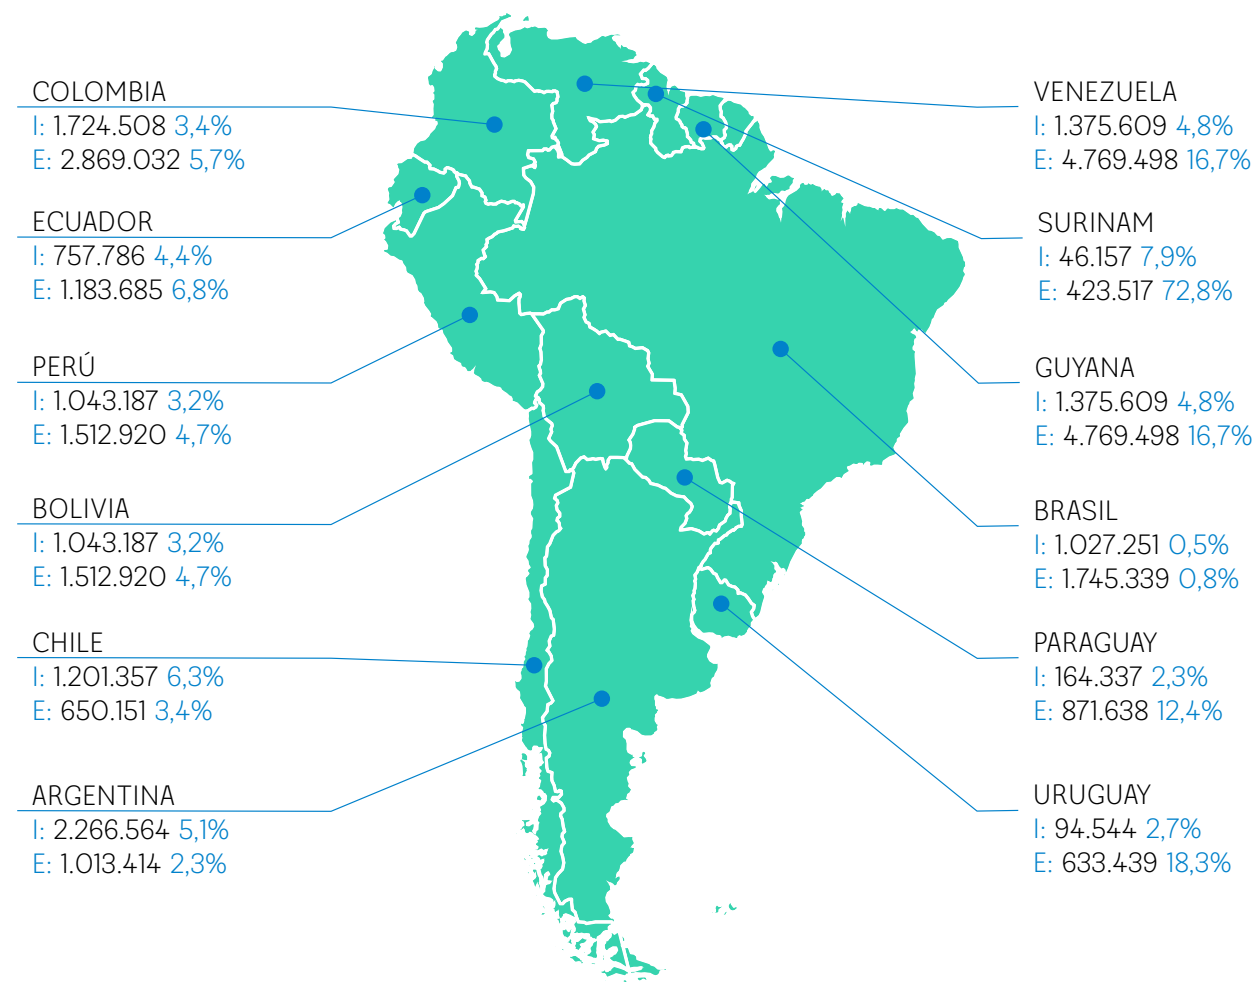 COLOMBIA
I: 1.724.508 3,4%
E: 2.869.032 5,7%
ECUADOR
I: 757.786 4,4%
E: 1.183.685 6,8%
PERÚ
I: 1.043.187 3,2%
E: 1.512.920 4,7%
BOLIVIA
I: 1.043.187 3,2%
E: 1.512.920 4,7%
CHILE
I: 1.201.357 6,3%
E: 650.151 3,4%
ARGENTINA
I: 2.266.564 5,1%
E: 1.013.414 2,3%
VENEZUELA
I: 1.375.609 4,8%
E: 4.769.498 16,7%
SURINAM
I: 46.157 7,9%
E: 423.517 72,8%
GUYANA
I: 1.375.609 4,8%
E: 4.769.498 16,7%
BRASIL
I: 1.027.251 0,5%
E: 1.745.339 0,8%
PARAGUAY
I: 164.337 2,3%
E: 871.638 12,4%
URUGUAY
I: 94.544 2,7%
E: 633.439 18,3%